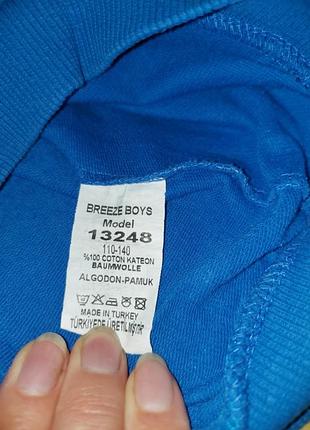 BREEZE BOYS
Model
13248
110-140
%100 COTON KATEON
BAUMWOLLE
ALGODON-PAMUK
MADE IN TURKEY
TÜRKİYEDE ÜRETİLMİŞTİR